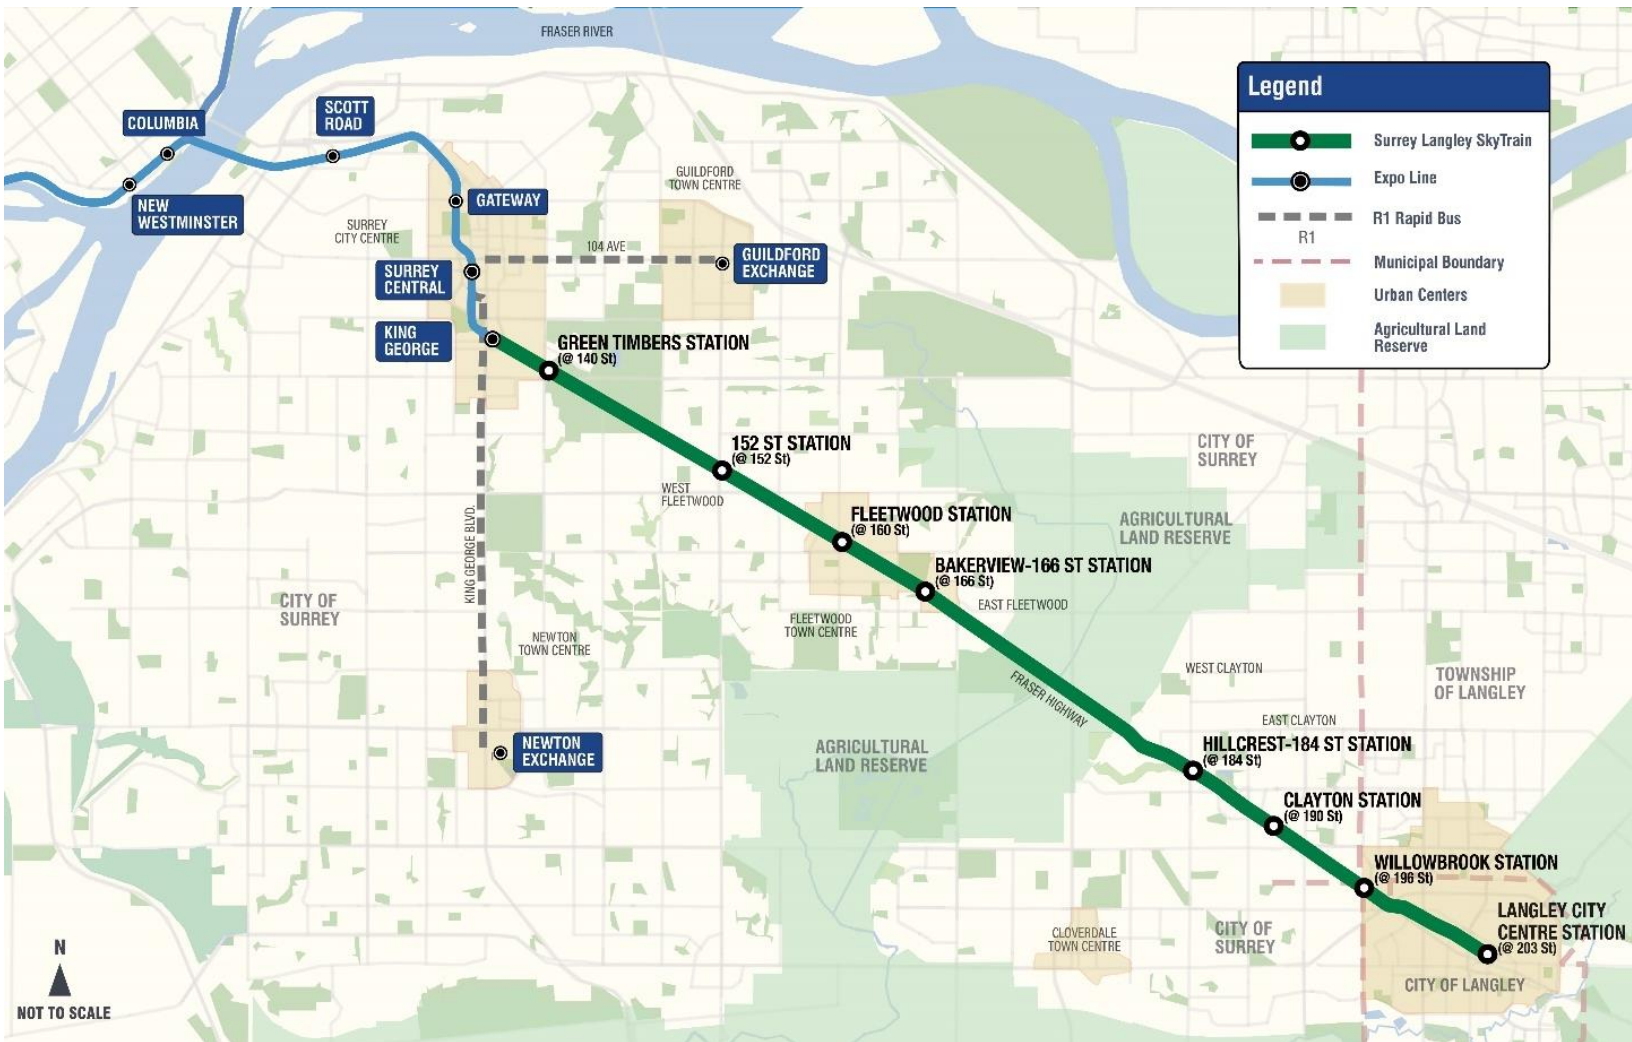 FRASER RIVER
Legend
Surrey Langley SkyTrain
Expo Line
R1 Rapid Bus
R1
Municipal Boundary
Urban Centers
Agricultural Land
Reserve
COLUMBIA
SCOTT
ROAD
NEW
WESTMINSTER
GATEWAY
GUILDFORD
TOWN CENTRE
SURREY
CITY CENTRE
104 AVE
SURREY
CENTRAL
GUILDFORD
EXCHANGE
KING
GEORGE
GREEN TIMBERS STATION
(@ 140 St)
152 ST STATION
(@ 152 St)
WEST
FLEETWOOD
CITY OF
SURREY
FLEETWOOD STATION
(@ 160 St)
AGRICULTURAL
LAND RESERVE
KING GEORGE BLVD.
BAKERVIEW-166 ST STATION
(@ 166 St)
EAST FLEETWOOD
CITY OF
SURREY
FLEETWOOD
TOWN CENTRE
NEWTON
TOWN CENTRE
WEST CLAYTON
TOWNSHIP
OF LANGLEY
FRASER HIGHWAY
EAST CLAYTON
NEWTON
EXCHANGE
AGRICULTURAL
LAND RESERVE
HILLCREST-184 ST STATION
(@ 184 St)
CLAYTON STATION
(@ 190 St)
WILLOWBROOK STATION
(@ 196 St)
LANGLEY CITY
CENTRE STATION
(@ 203 St)
CLOVERDALE
TOWN CENTRE
CITY OF
SURREY
CITY OF LANGLEY
N
NOT TO SCALE